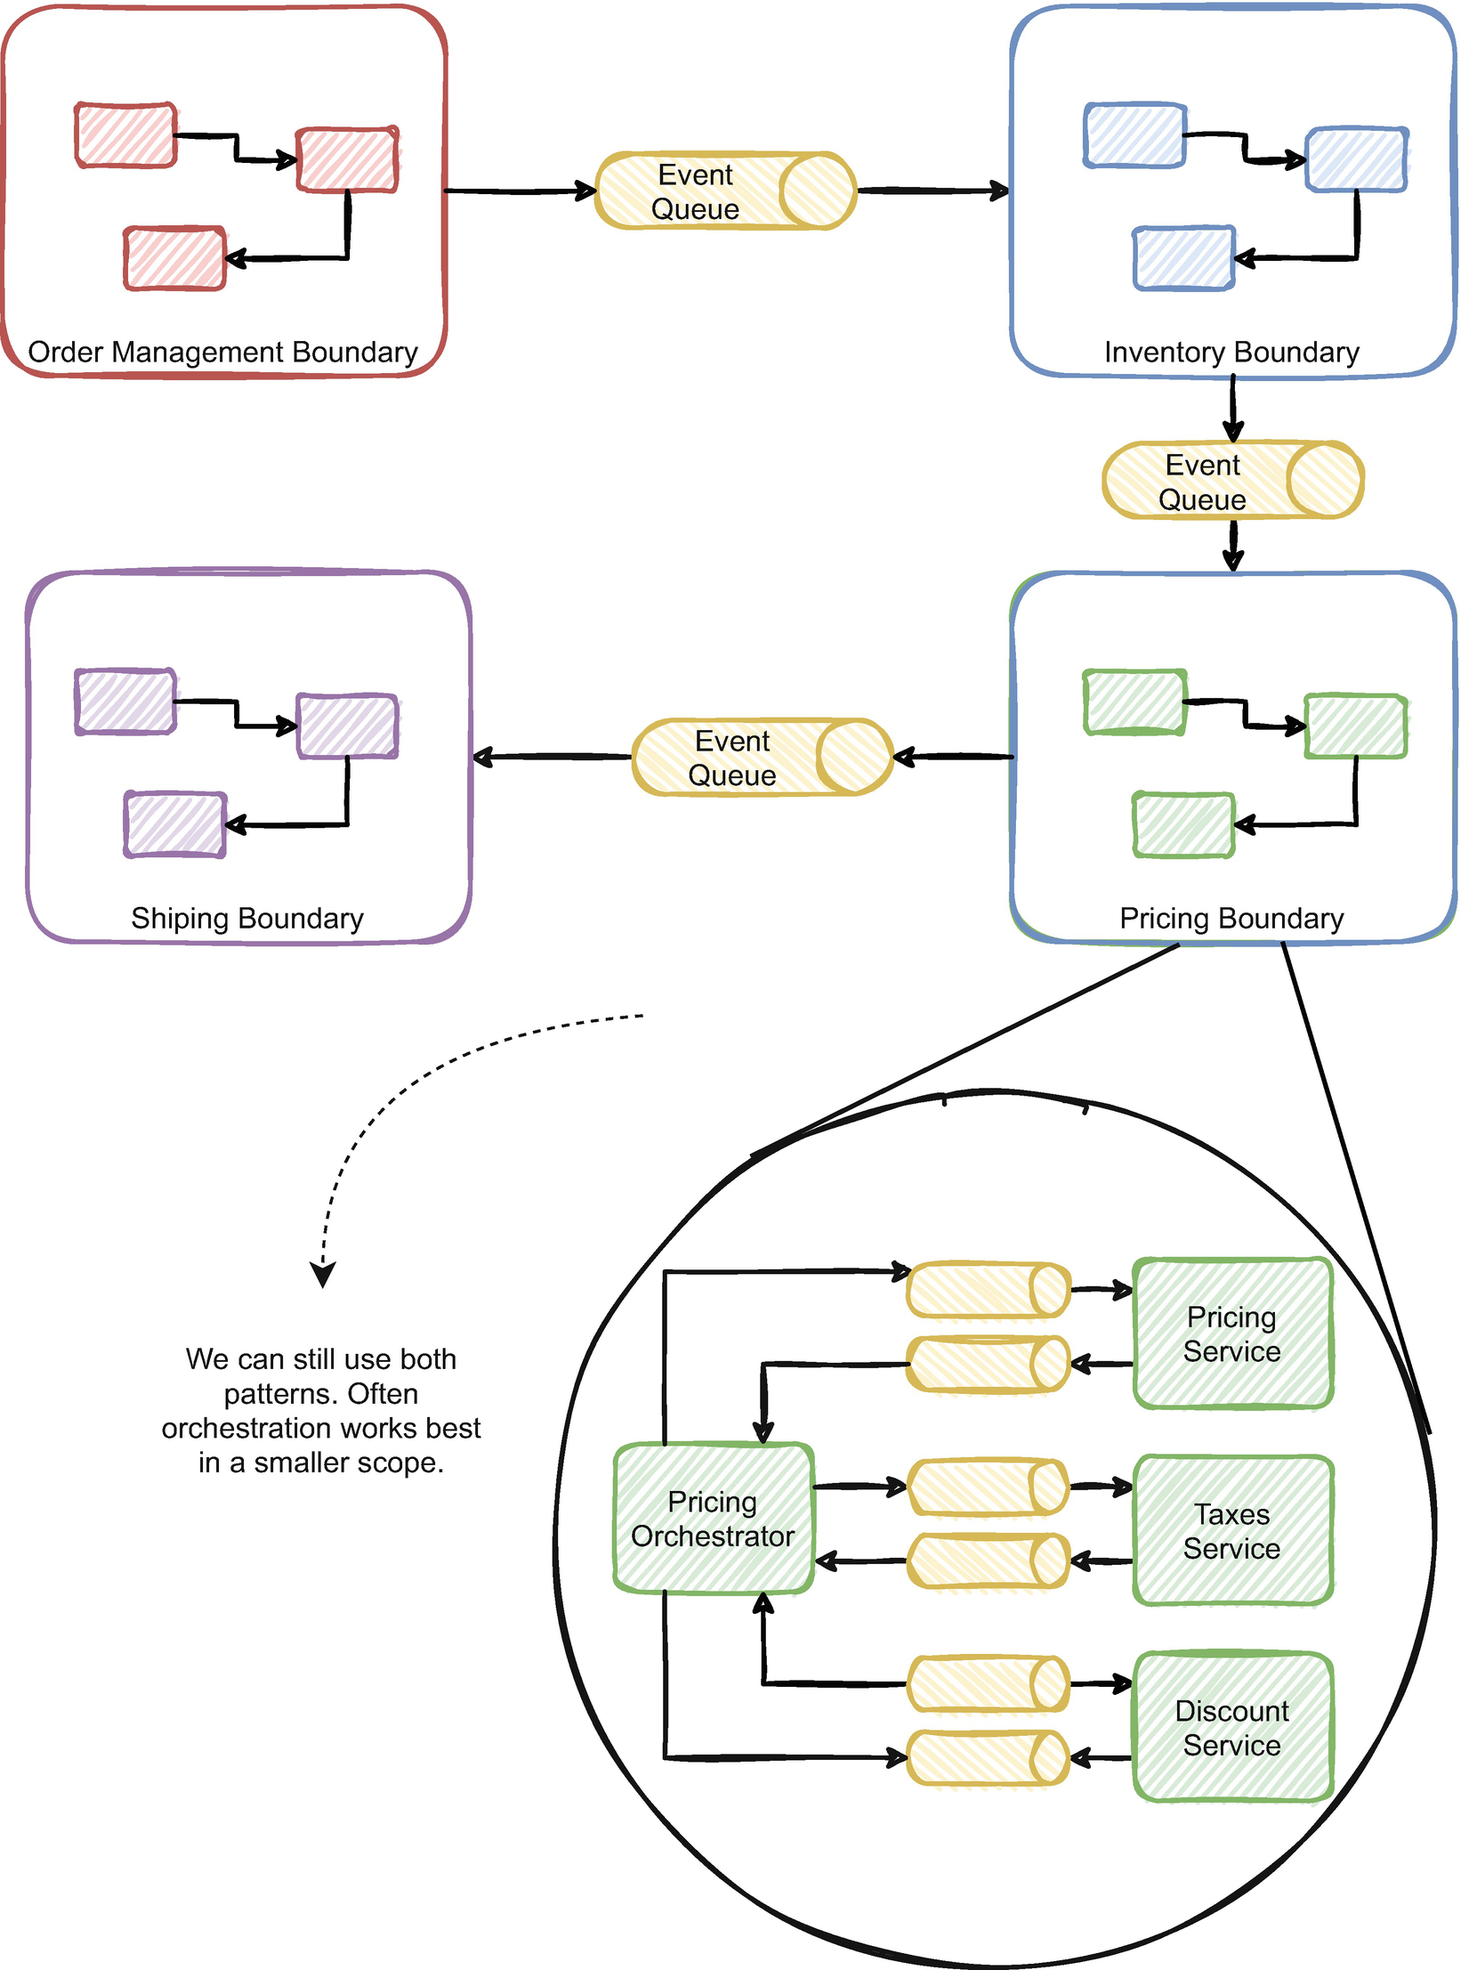 Event
Queue
Order Management Boundary
Inventory Boundary
Event
Queue
Event
Queue
Shiping Boundary
Pricing Boundary
We can still use both
patterns. Often
orchestration works best
in a smaller scope.
Pricing
Service
Pricing
Orchestrator
Taxes
Service
Discount
Service